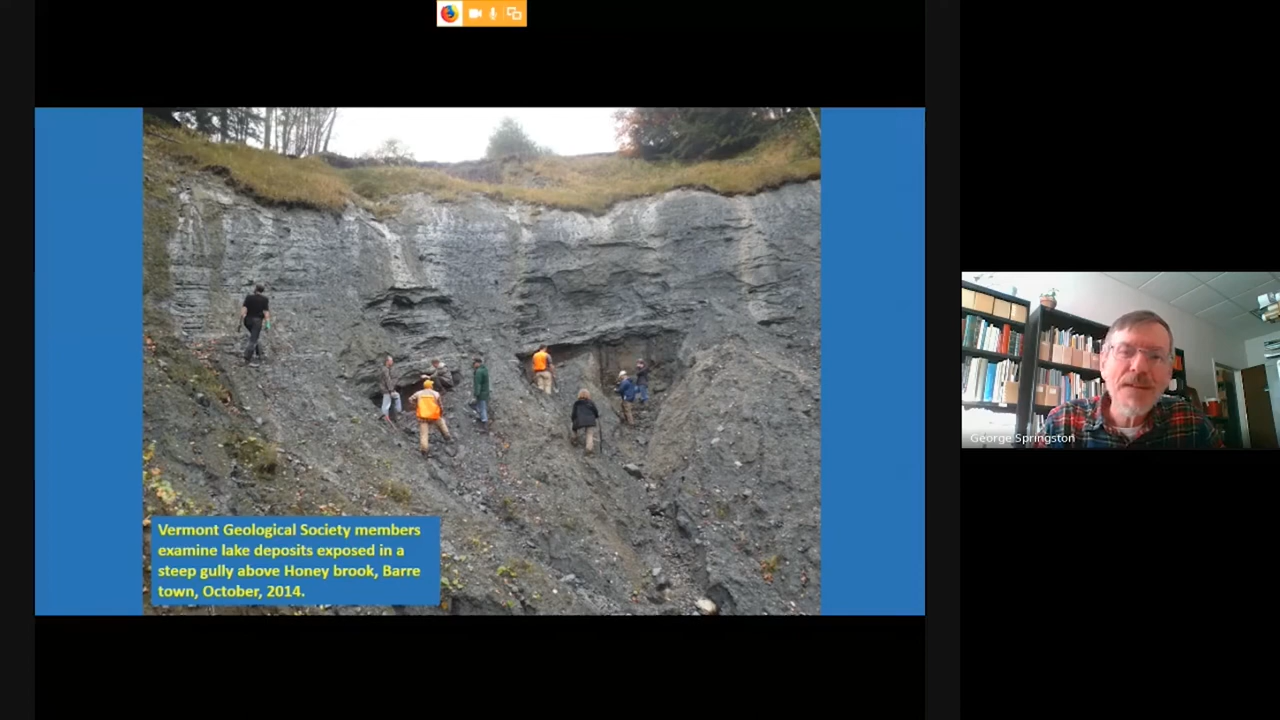 Vermont Geological Society members
examine lake deposits exposed in a
steep gully above Honey brook, Barre
town, October, 2014.
George Springston